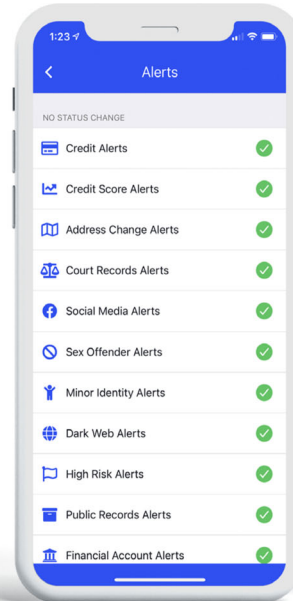 1:23
Alerts
NO STATUS CHANGE
Credit Alerts
Credit Score Alerts
Address Change Alerts
Court Records Alerts
Social Media Alerts
Sex Offender Alerts
Minor Identity Alerts
Dark Web Alerts
High Risk Alerts
Public Records Alerts
Financial Account Alerts